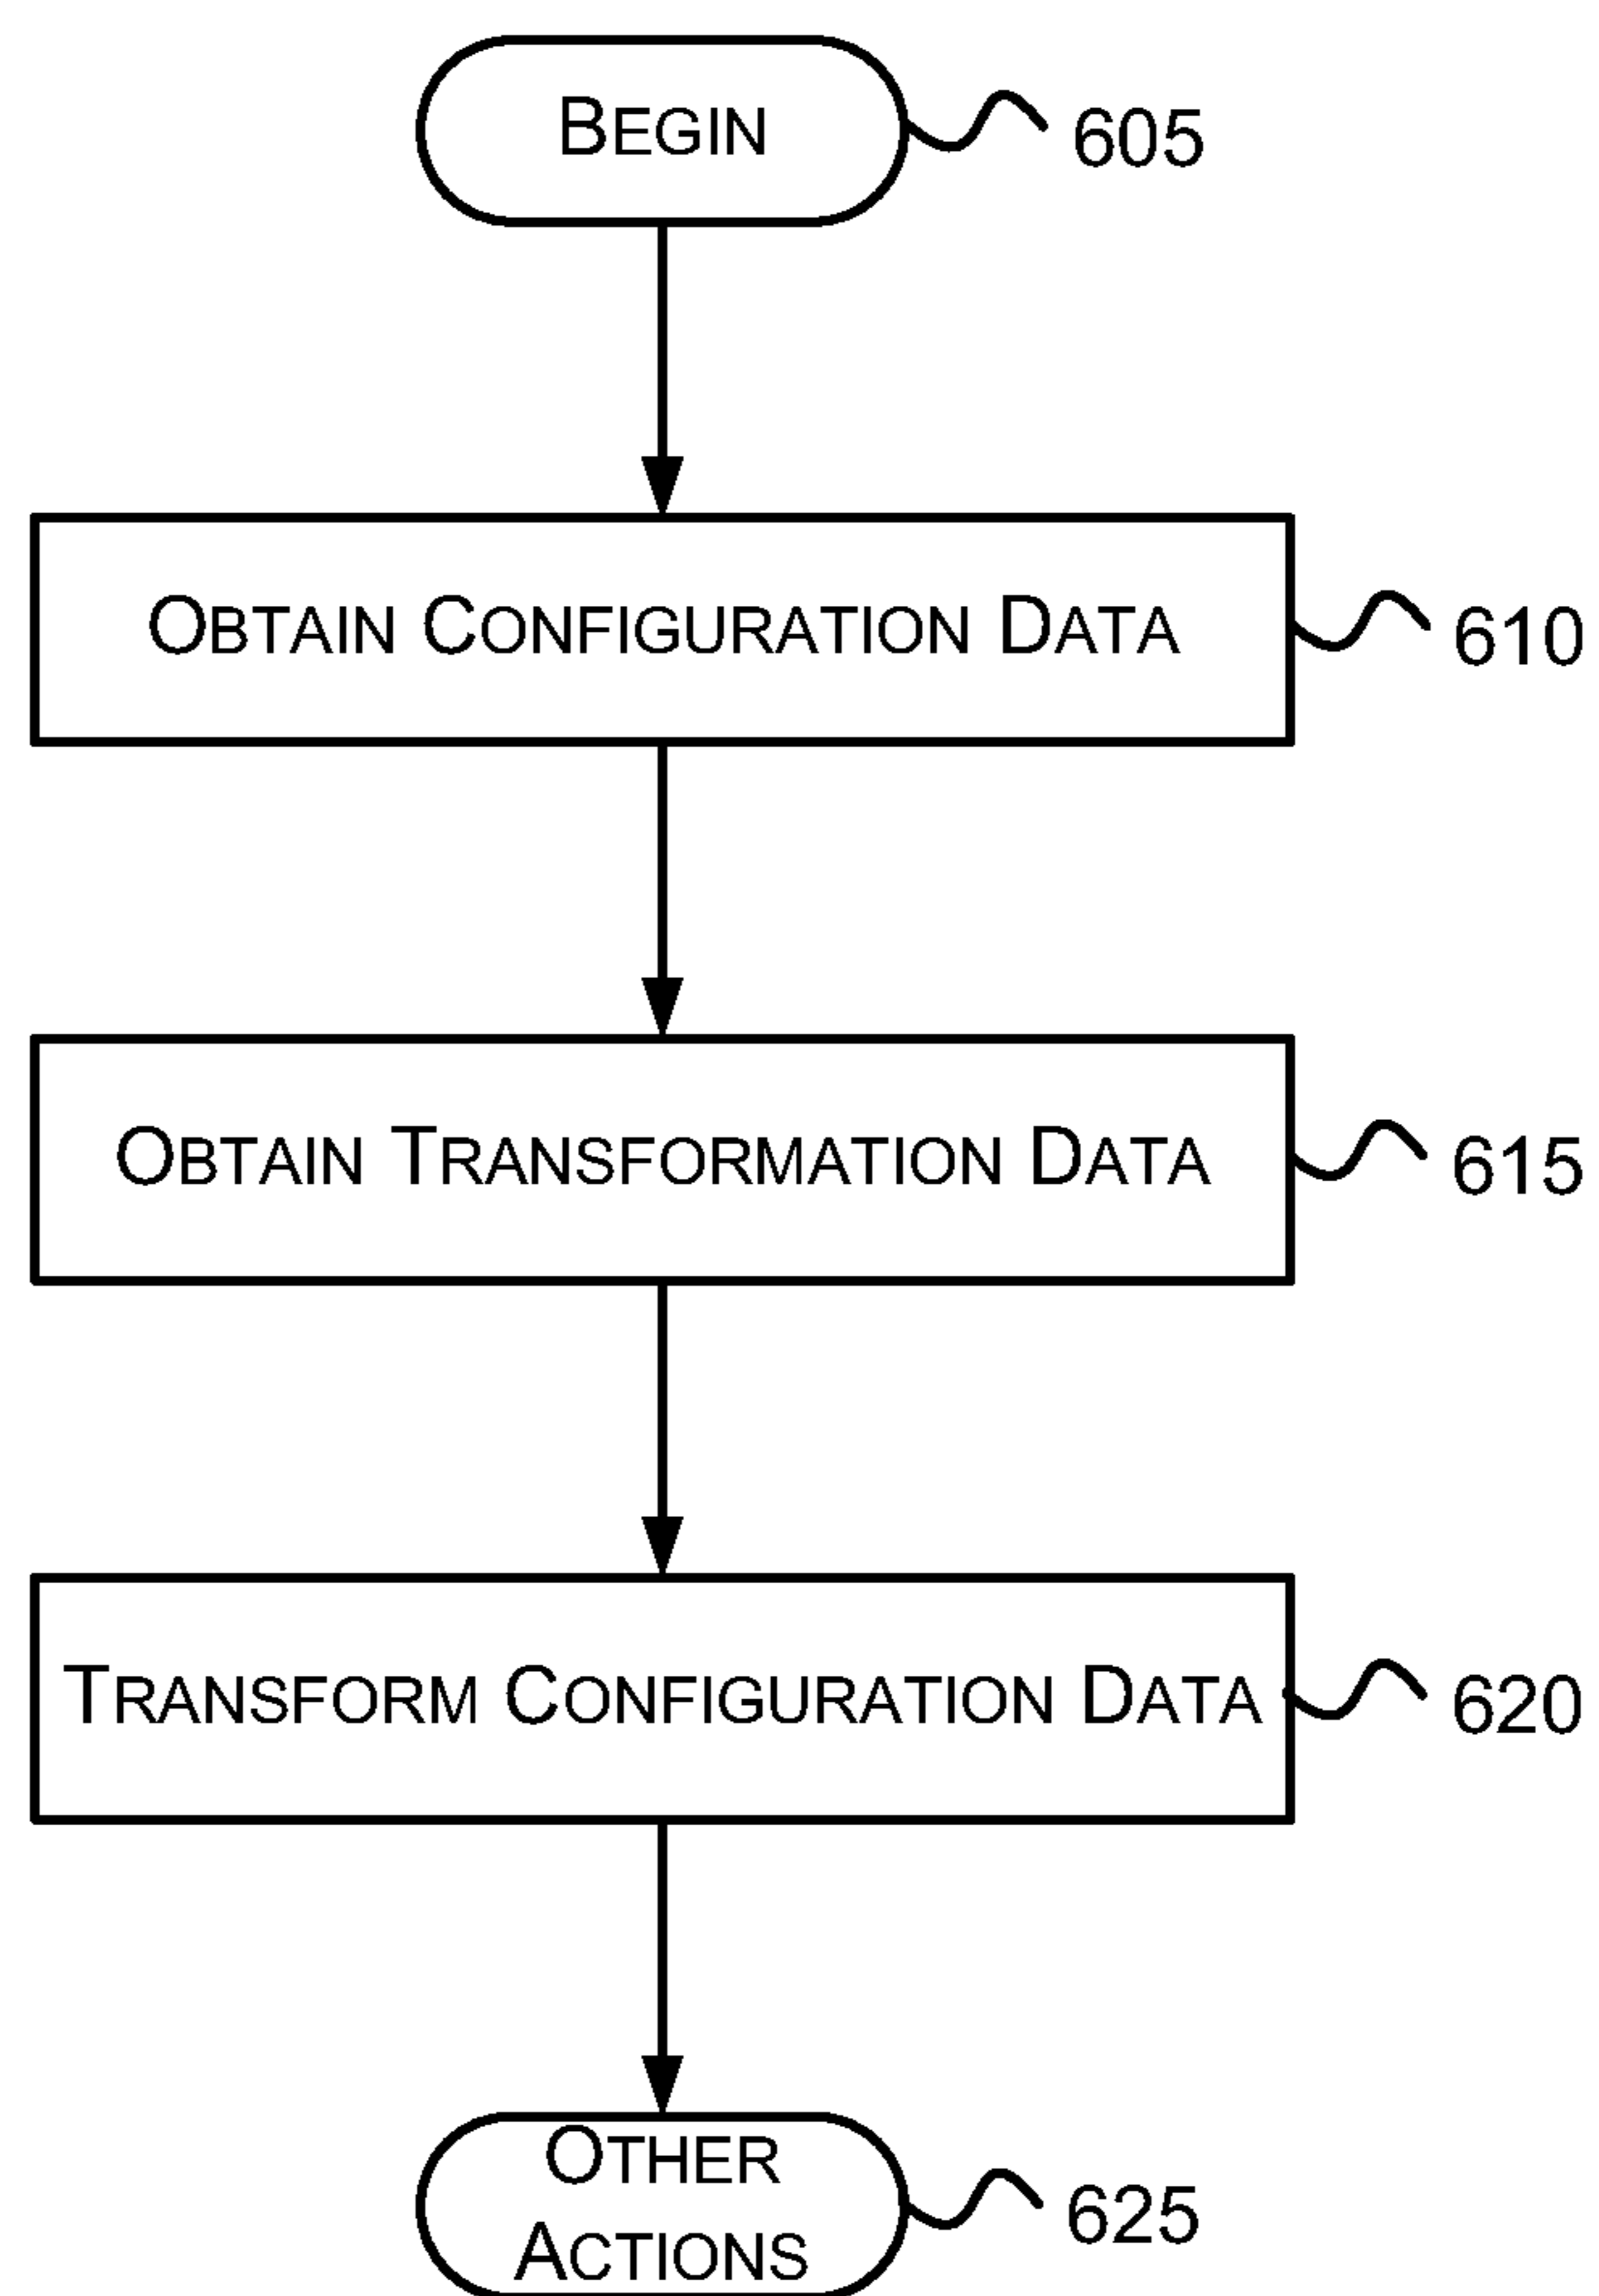 BEGIN
605
OBTAIN CONFIGURATION DATA
610
OBTAIN TRANSFORMATION DATA
615
TRANSFORM CONFIGURATION DATA
620
OTHER
ACTIONS
625